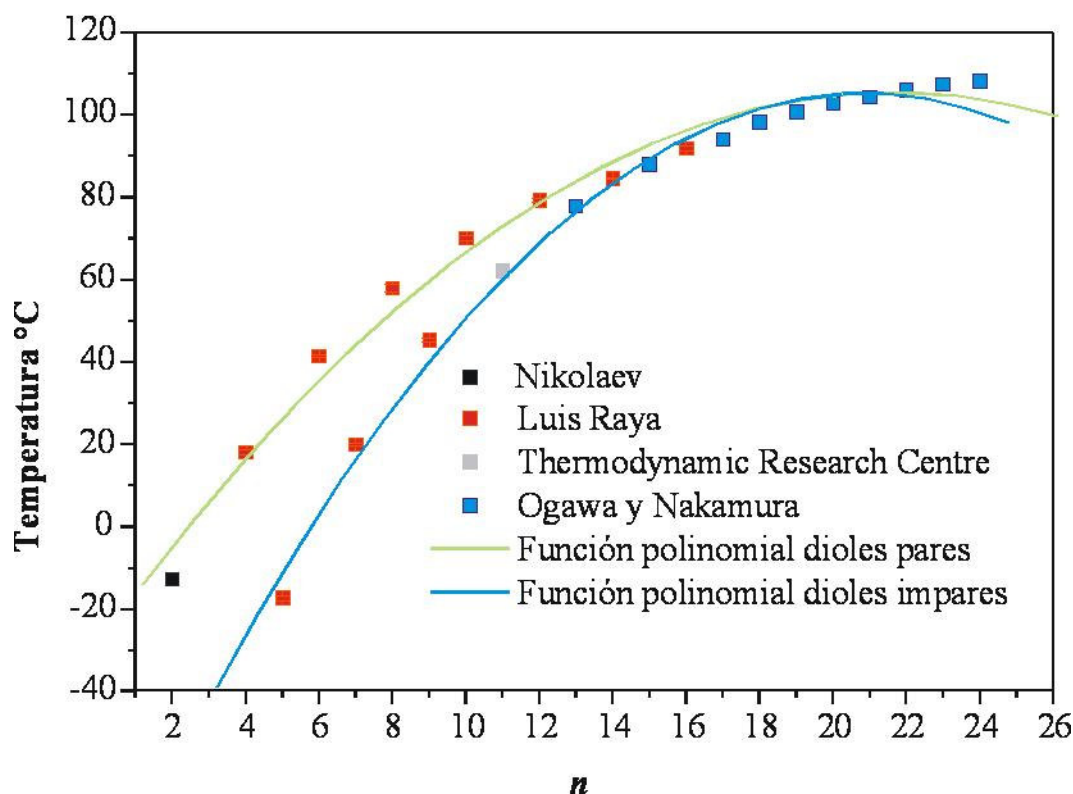 120
100
80
60
40
20
0
-20
-40
Temperatura °C
Nikolaev
Luis Raya
Thermodynamic Research Centre
Ogawa y Nakamura
Función polinomial dioles pares
Función polinomial dioles impares
2 4 6 8 10 12 14 16 18 20 22 24 26
n